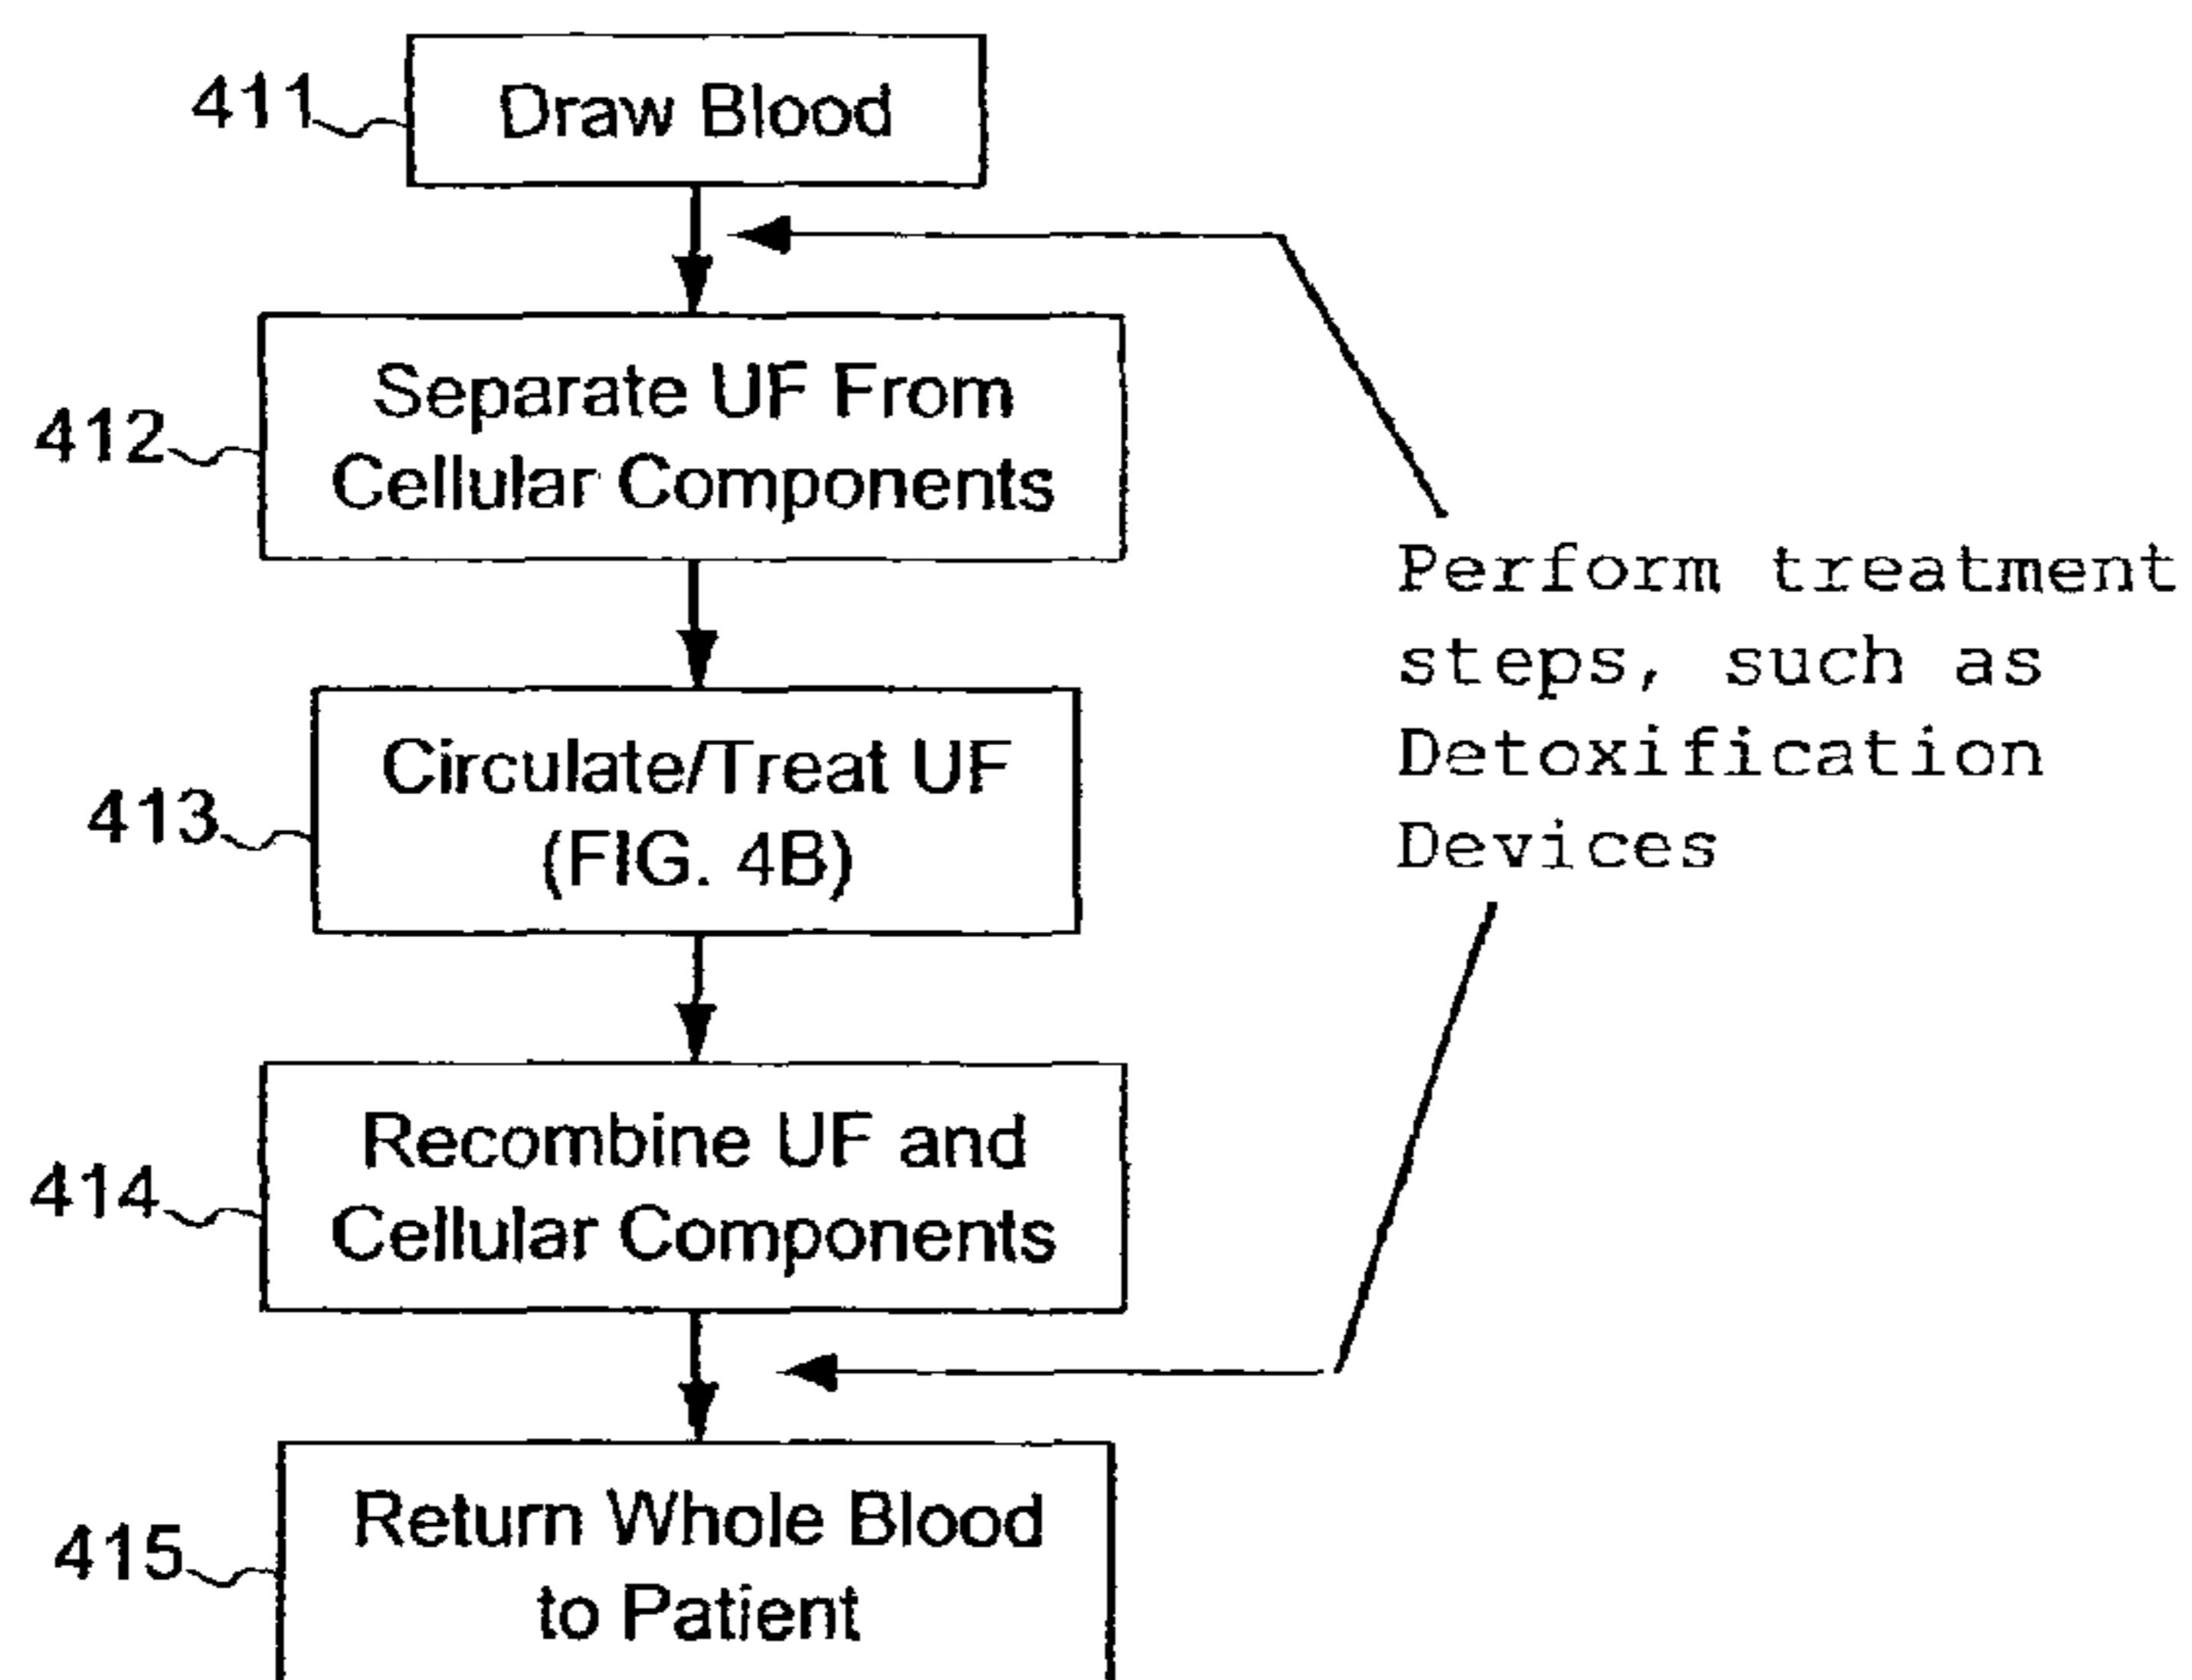 411
Draw Blood
412
Separate UF From
Cellular Components
Perform treatment
steps, such as
Detoxification
Devices
413
Circulate/Treat UF
(FIG. 4B)
414
Recombine UF and
Cellular Components
415
Return Whole Blood
to Patient